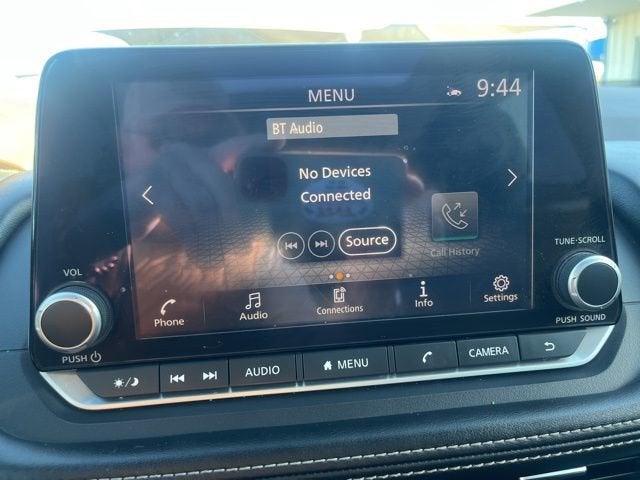 MENU
9:44
BT Audio
No Devices
Connected
Source
Call History
VOL
TUNE·SCROLL
Phone
Audio
Connections
Info
Settings
PUSH
PUSH SOUND
AUDIO
MENU
CAMERA